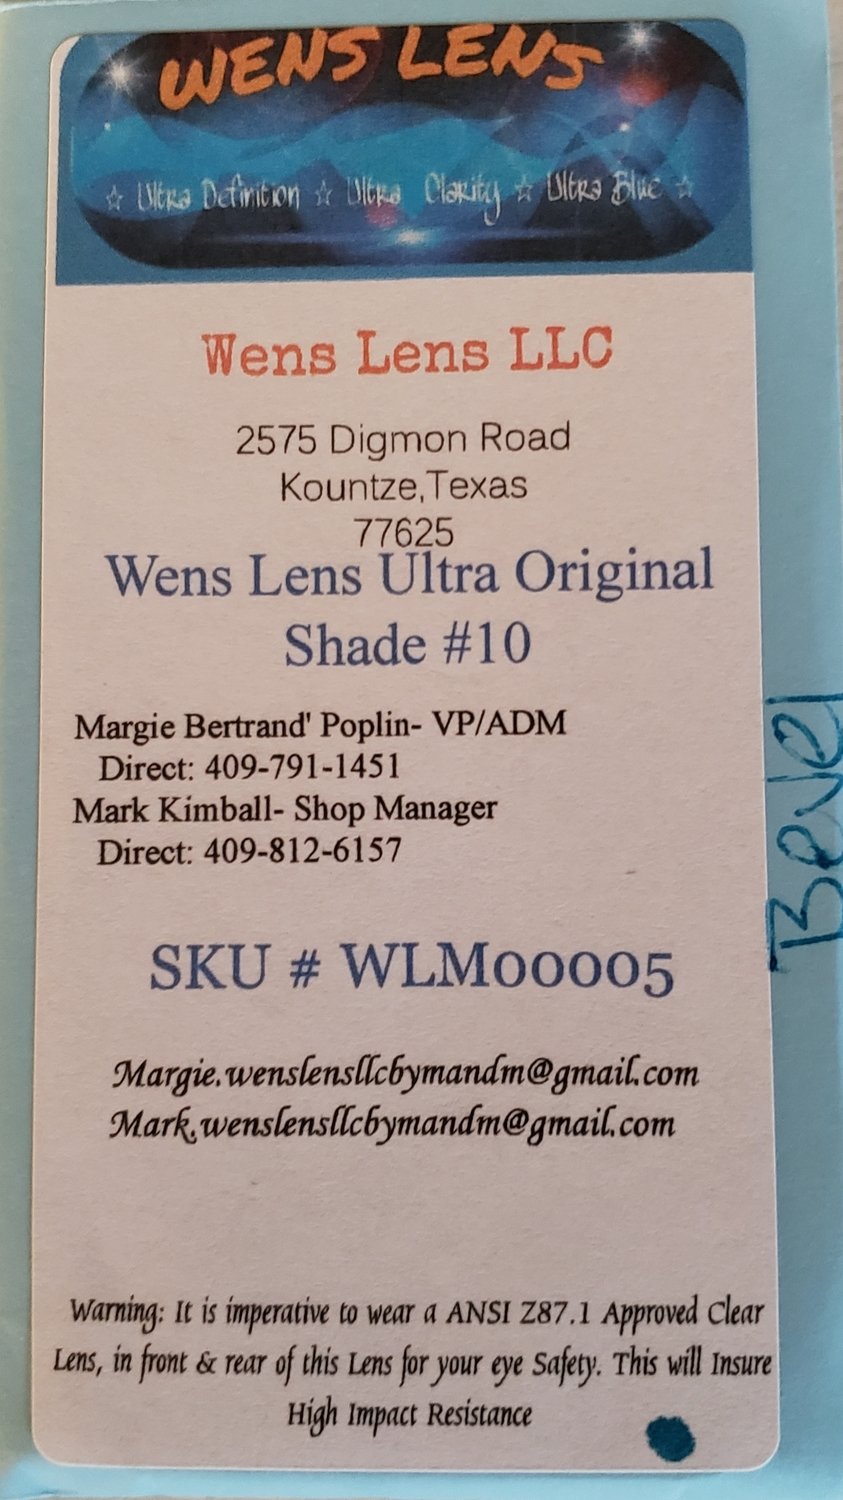 WENS LENS
☆ Ultra Definition ☆ Ultra Clarity ☆ Ultra Blue ☆
Wens Lens LLC
2575 Digmon Road
Kountze,Texas
77625
Wens Lens Ultra Original
Shade #10
Margie Bertrand' Poplin- VP/ADM
Direct: 409-791-1451
Mark Kimball- Shop Manager
Direct: 409-812-6157
Bevel
SKU # WLM00005
Margie.wenslensllcbymandm@gmail.com
Mark.wenslensllcbymandm@gmail.com
Warning: It is imperative to wear a ANSI Z87.1 Approved Clear
Lens, in front & rear of this Lens for your eye Safety. This will Insure
High Impact Resistance